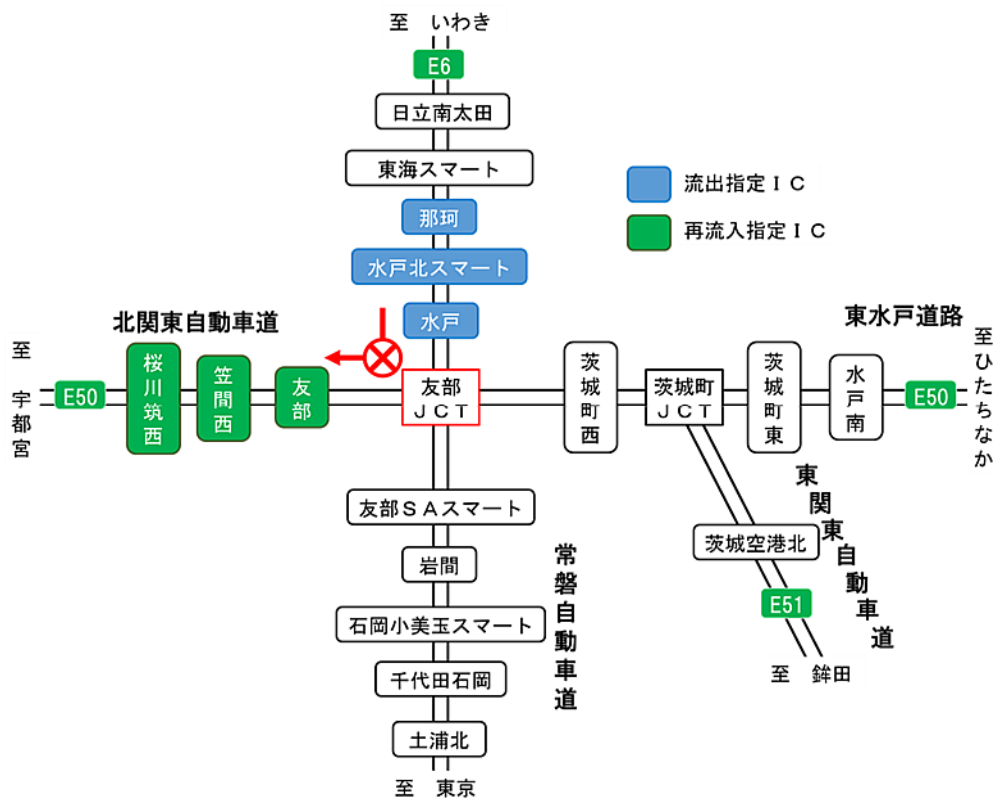 至 いわき
E6
日立南太田
東海スマート
那珂
水戸北スマート
水戸
流出指定ＩＣ
再流入指定ＩＣ
北関東自動車道
東水戸道路
至 宇都宮
E50
桜川筑西
笠間西
友部
友部
ＪＣＴ
茨城町西
茨城町
ＪＣＴ
茨城町東
水戸南
E50
至ひたちなか
友部ＳＡスマート
岩間
石岡小美玉スマート
千代田石岡
土浦北
至 東京
常磐自動車道
茨城空港北
E51
東関東自動車道
至 鉾田